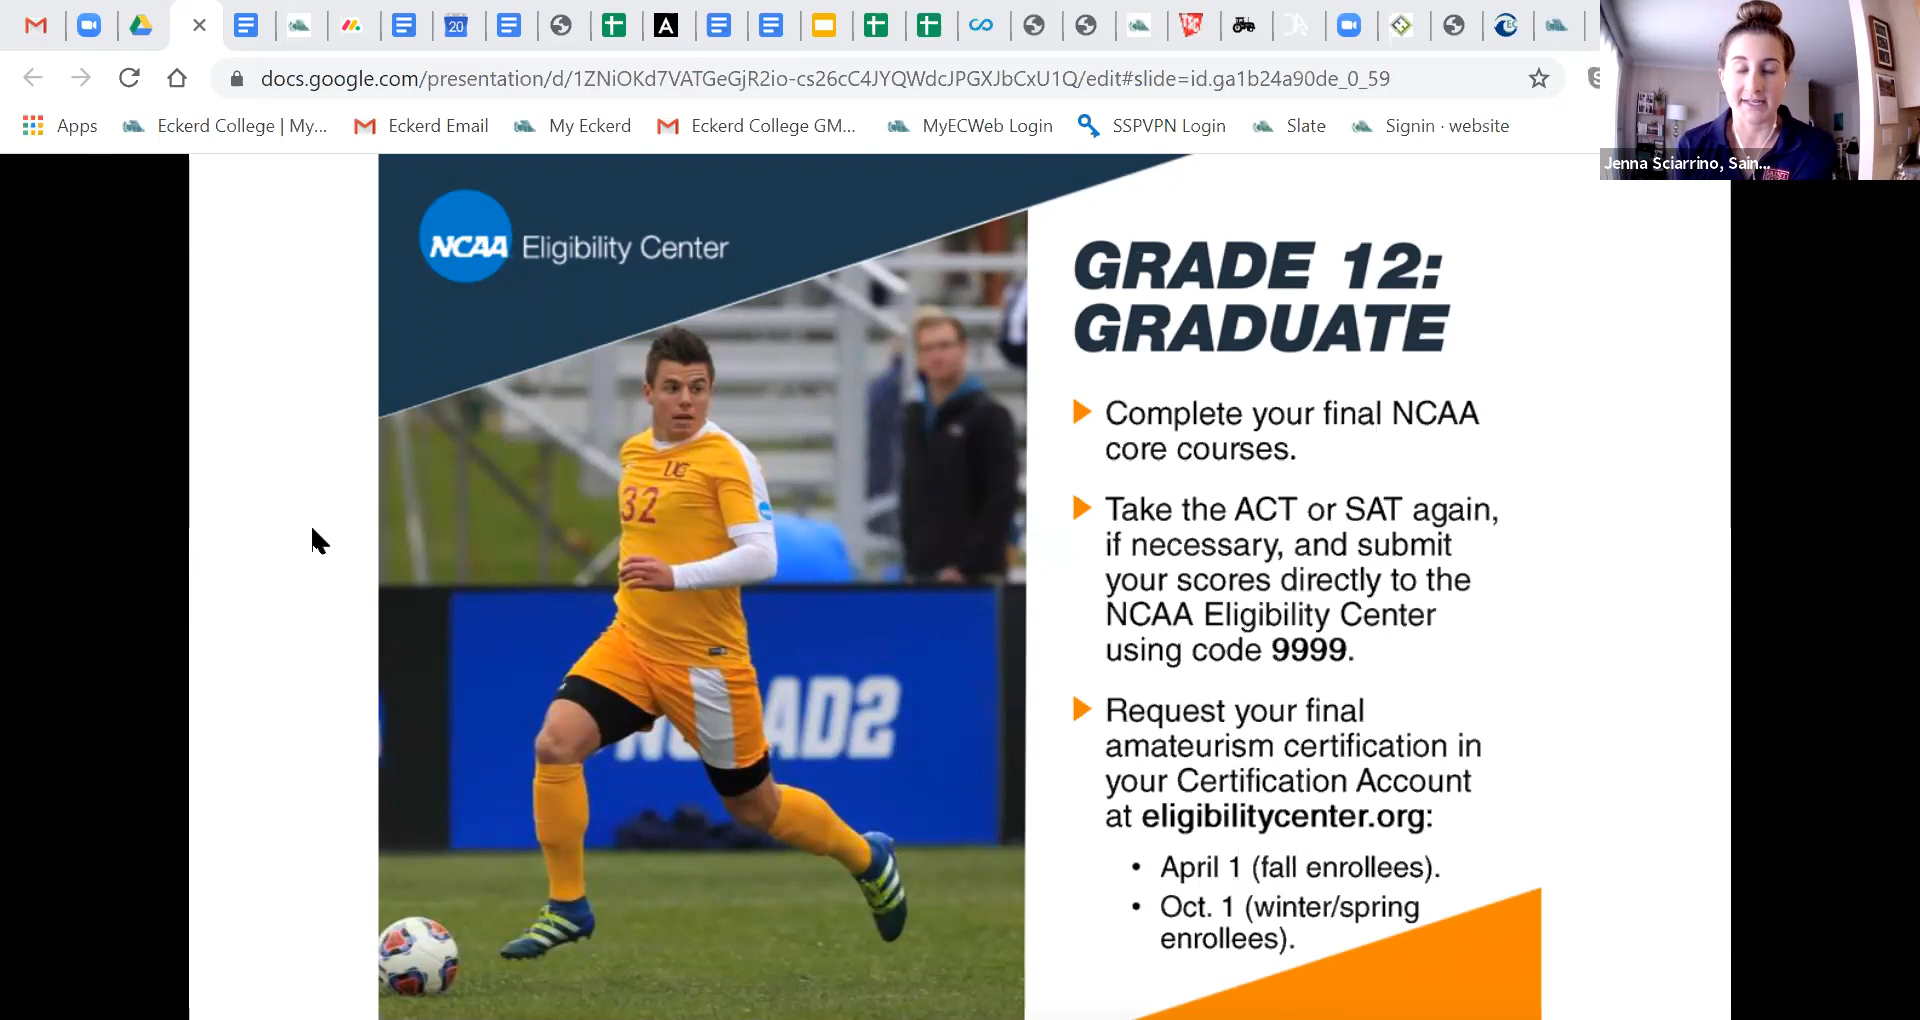 20
A
docs.google.com/presentation/d/1ZNiOKd7VATGeGjR2io-cs26cC4JYQWdcJPGXJbCxU1Q/edit#slide=id.ga1b24a90de_0_59
Apps
Eckerd College | My...
Eckerd Email
My Eckerd
Eckerd College GM...
MyECWeb Login
SSPVPN Login
Slate
Signin · website
Jenna Sciarrino, Sain...
NCAA Eligibility Center
GRADE 12:
GRADUATE
Complete your final NCAA
core courses.
Take the ACT or SAT again,
if necessary, and submit
your scores directly to the
NCAA Eligibility Center
using code 9999.
Request your final
amateurism certification in
your Certification Account
at eligibilitycenter.org:
• April 1 (fall enrollees).
• Oct. 1 (winter/spring
enrollees).
UC
32
AD2